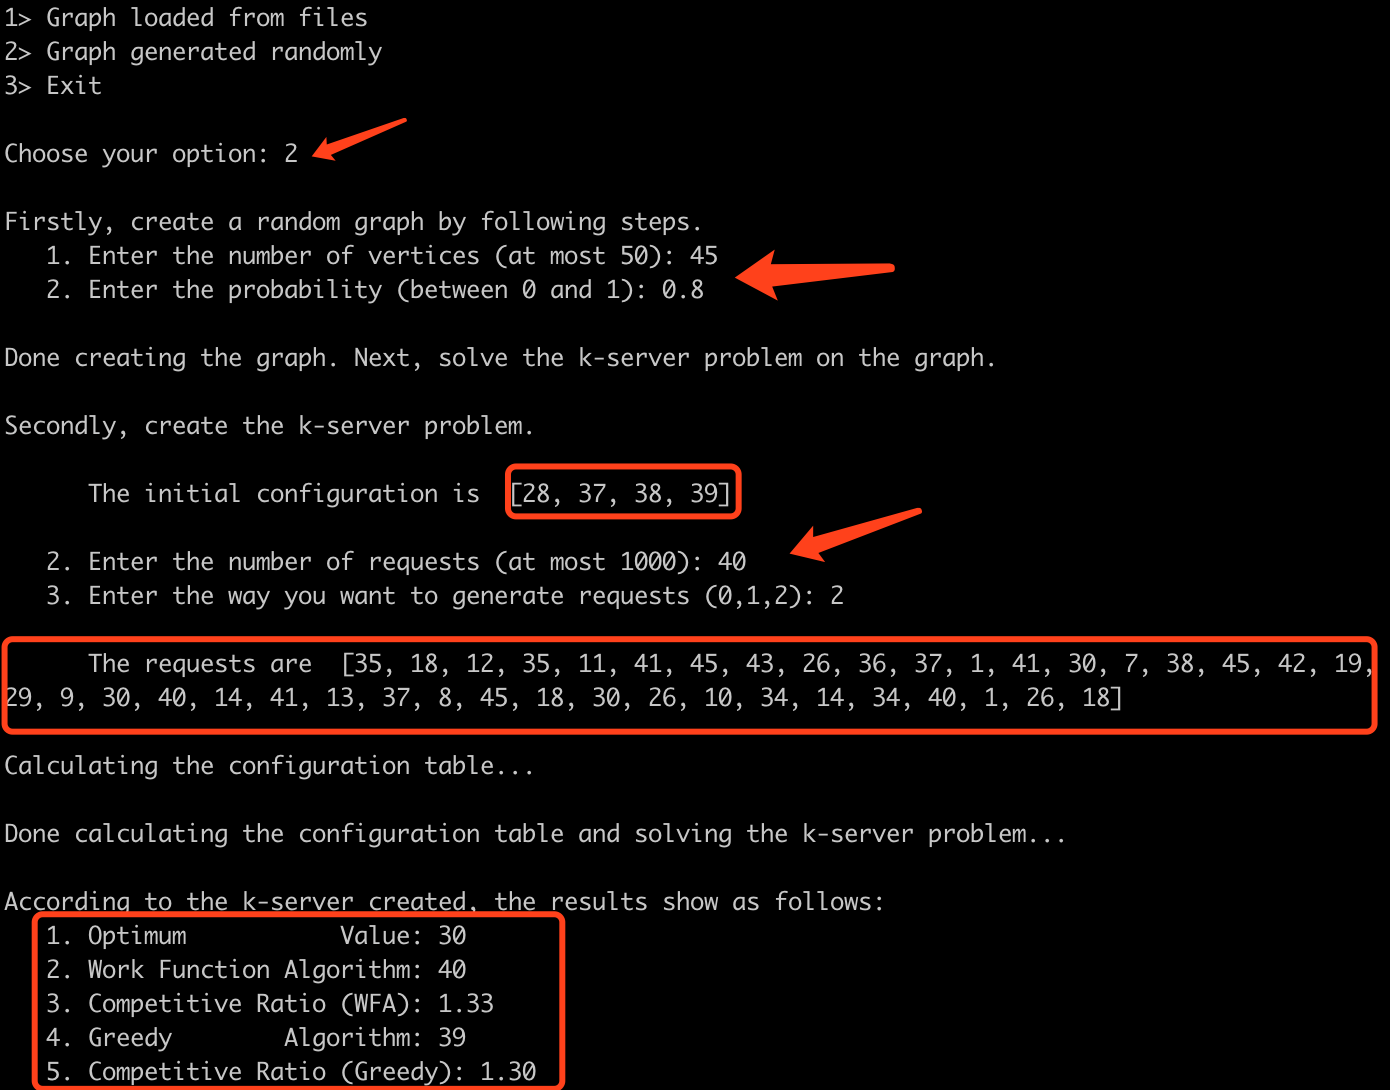 1> Graph loaded from files
2> Graph generated randomly
3> Exit
Choose your option: 2
Firstly, create a random graph by following steps.
1. Enter the number of vertices (at most 50): 45
2. Enter the probability (between 0 and 1): 0.8
Done creating the graph. Next, solve the k-server problem on the graph.
Secondly, create the k-server problem.
The initial configuration is [28, 37, 38, 39]
2. Enter the number of requests (at most 1000): 40
3. Enter the way you want to generate requests (0,1,2): 2
The requests are [35, 18, 12, 35, 11, 41, 45, 43, 26, 36, 37, 1, 41, 30, 7, 38, 45, 42, 19,
29, 9, 30, 40, 14, 41, 13, 37, 8, 45, 18, 30, 26, 10, 34, 14, 34, 40, 1, 26, 18]
Calculating the configuration table...
Done calculating the configuration table and solving the k-server problem...
According to the k-server created, the results show as follows:
1. Optimum Value: 30
2. Work Function Algorithm: 40
3. Competitive Ratio (WFA): 1.33
4. Greedy Algorithm: 39
5. Competitive Ratio (Greedy): 1.30